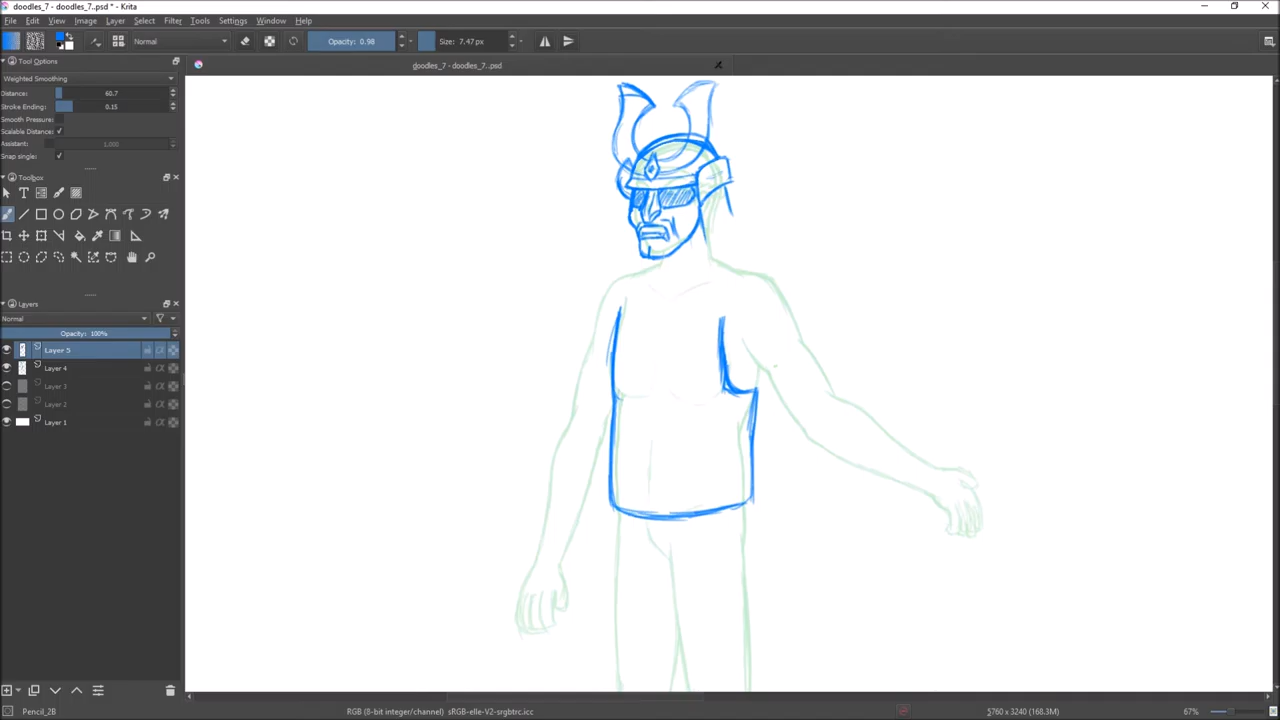 doodles_7 - doodles_7..psd * - Krita
File Edit View Image Layer Select Filter Tools Settings Window Help
Normal Opacity: 0.98 Size: 7.47 px
Tool Options doodles_7 - doodles_7..psd
Weighted Smoothing
Distance: 60.7
Stroke Ending: 0.15
Smooth Pressure:
Scalable Distance:
Assistant: 1.000
Snap single:
Toolbox
Layers
Normal
Opacity: 100%
Layer 5
Layer 4
Layer 3
Layer 2
Layer 1
Pencil_2B RGB (8-bit integer/channel) sRGB-elle-V2-srgbtrc.icc 5760 x 3240 (168.3M) 67%